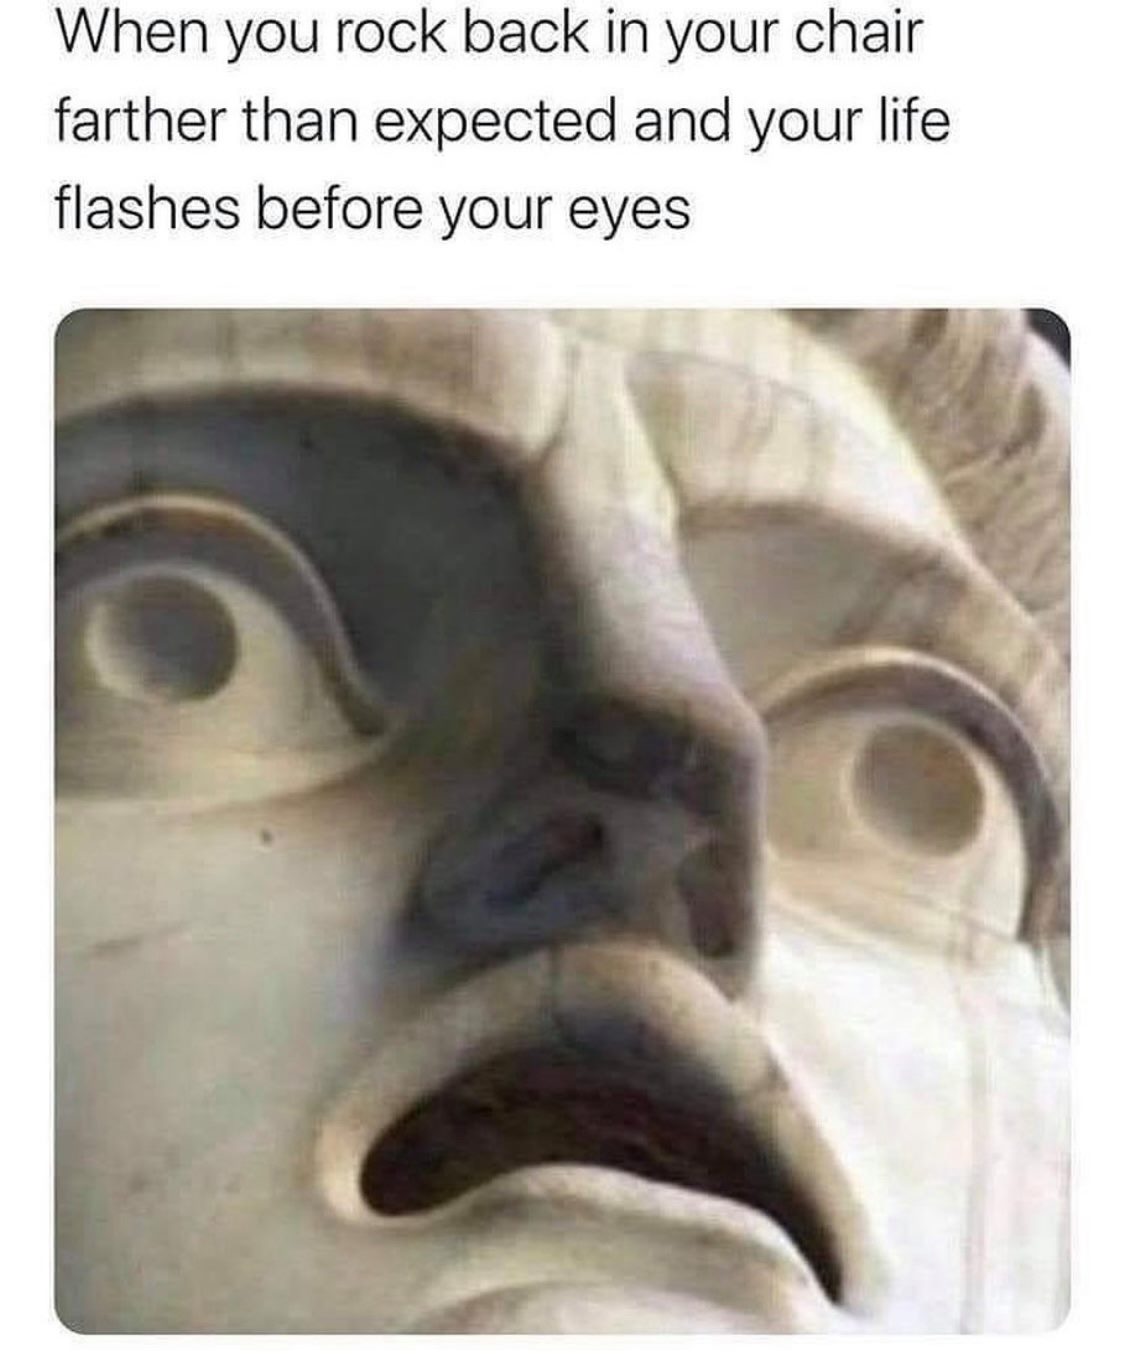 When you rock back in your chair
farther than expected and your life
flashes before your eyes